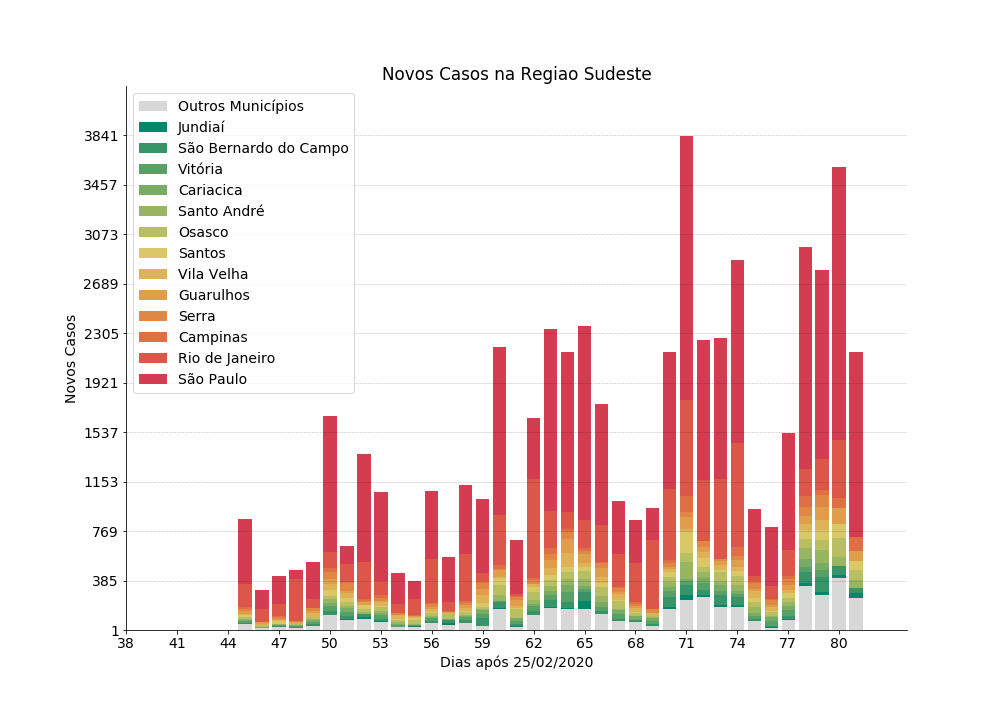 Novos Casos na Regiao Sudeste
Outros Municípios
Jundiaí
São Bernardo do Campo
Vitória
Cariacica
Santo André
Osasco
Santos
Vila Velha
Guarulhos
Serra
Campinas
Rio de Janeiro
São Paulo
Novos Casos
3841
3457
3073
2689
2305
1921
1537
1153
769
385
1
38 41 44 47 50 53 56 59 62 65 68 71 74 77 80
Dias após 25/02/2020